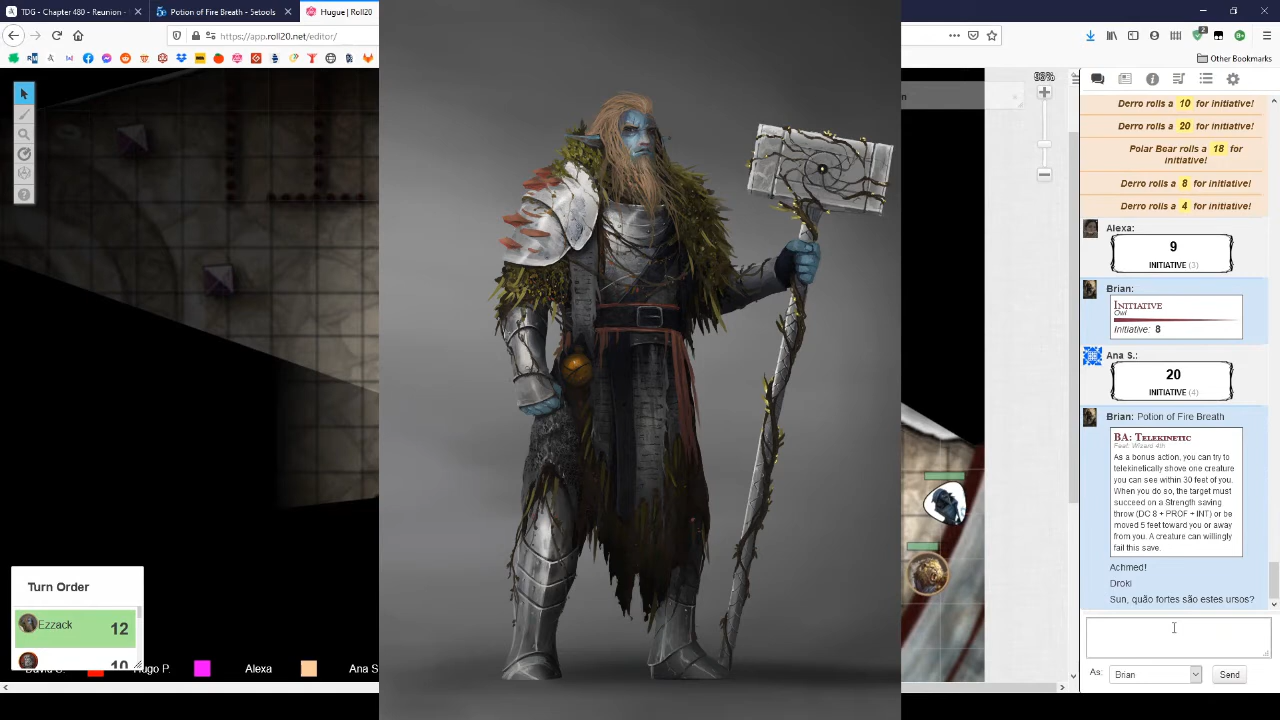 TDG - Chapter 480 - Reunion -
Potion of Fire Breath - 5etools
Hugue | Roll20
https://app.roll20.net/editor/
Other Bookmarks
Derro rolls a 10 for initiative!
Derro rolls a 20 for initiative!
Polar Bear rolls a 18 for
initiative!
Derro rolls a 8 for initiative!
Derro rolls a 4 for initiative!
Alexa:
9
INITIATIVE (3)
Brian:
INITIATIVE
Owl
Initiative: 8
Ana S.:
20
INITIATIVE (4)
Brian: Potion of Fire Breath
BA: TELEKINETIC
Feat: Wizard 4th
As a bonus action, you can try to
telekinetically shove one creature
you can see within 30 feet of you.
When you do so, the target must
succeed on a Strength saving
throw (DC 8 + PROF + INT) or be
moved 5 feet toward you or away
from you. A creature can willingly
fail this save.
Achmed!
Droki
Sun, quão fortes são estes ursos?
As:
Brian
Send
Turn Order
Ezzack
12
10
Hugo P.
Alexa
Ana S